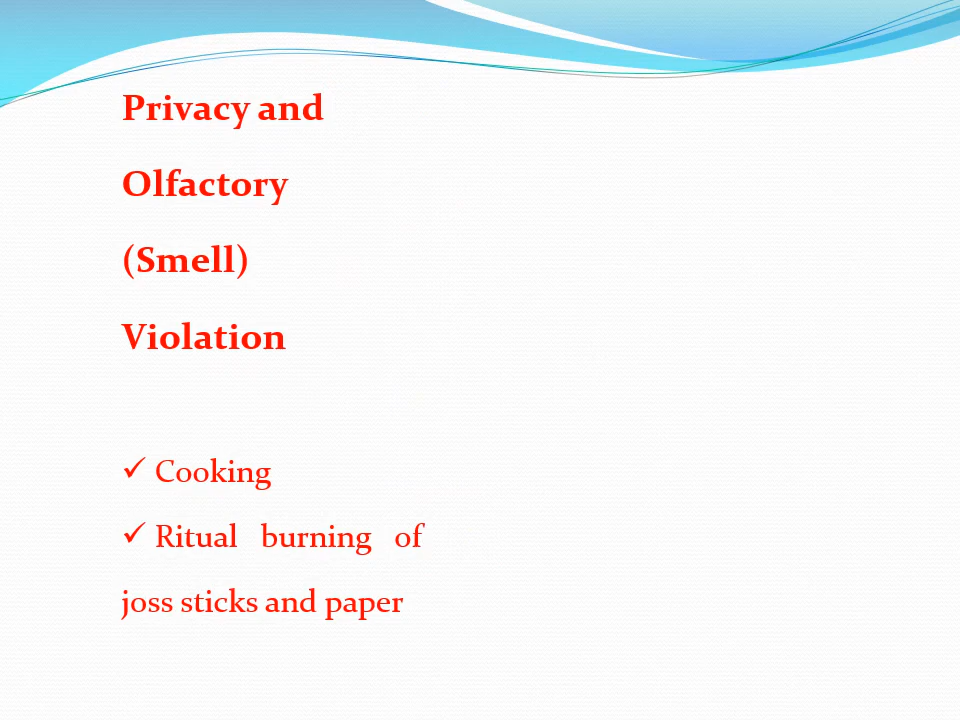 Privacy and
Olfactory
(Smell)
Violation
✓ Cooking
✓ Ritual burning of
joss sticks and paper